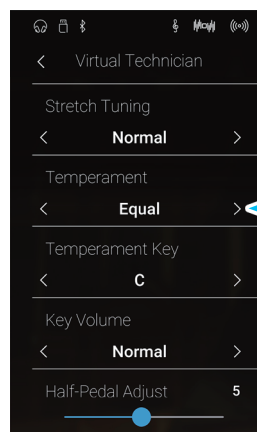 Virtual Technician
Stretch Tuning
Normal
Temperament
Equal
Temperament Key
C
Key Volume
Normal
Half-Pedal Adjust 5